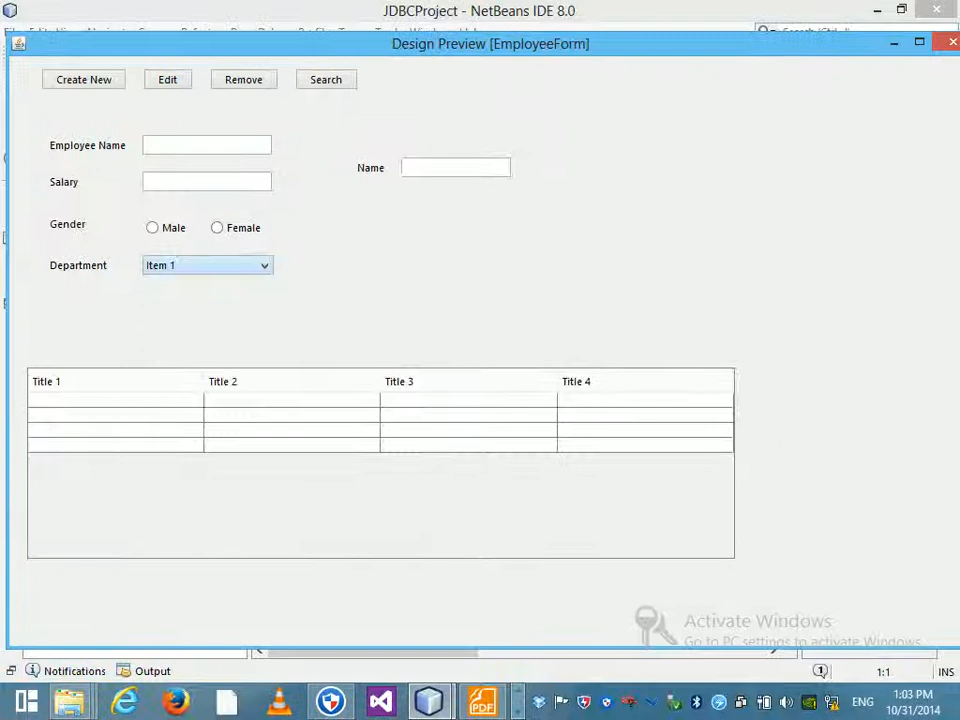 JDBCProject - NetBeans IDE 8.0
Design Preview [EmployeeForm]
Create New
Edit
Remove
Search
Employee Name
Name
Salary
Gender
Male
Female
Department
Item 1
Title 1
Title 2
Title 3
Title 4
Activate Windows
Go to PC settings to activate Windows.
Notifications
Output
1:1
INS
PDF
ENG
1:03 PM
10/31/2014